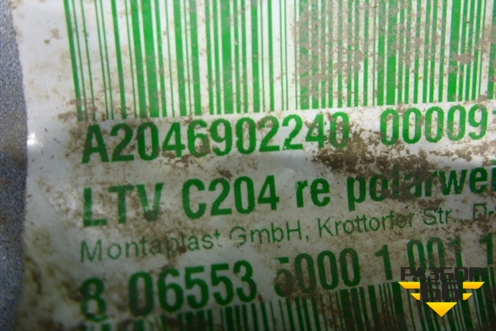 A2046902240 00009
LTV C204 re polarwei
Montaplast GmbH, Krottorfer Str.,
8 06553 5000 1 001 1